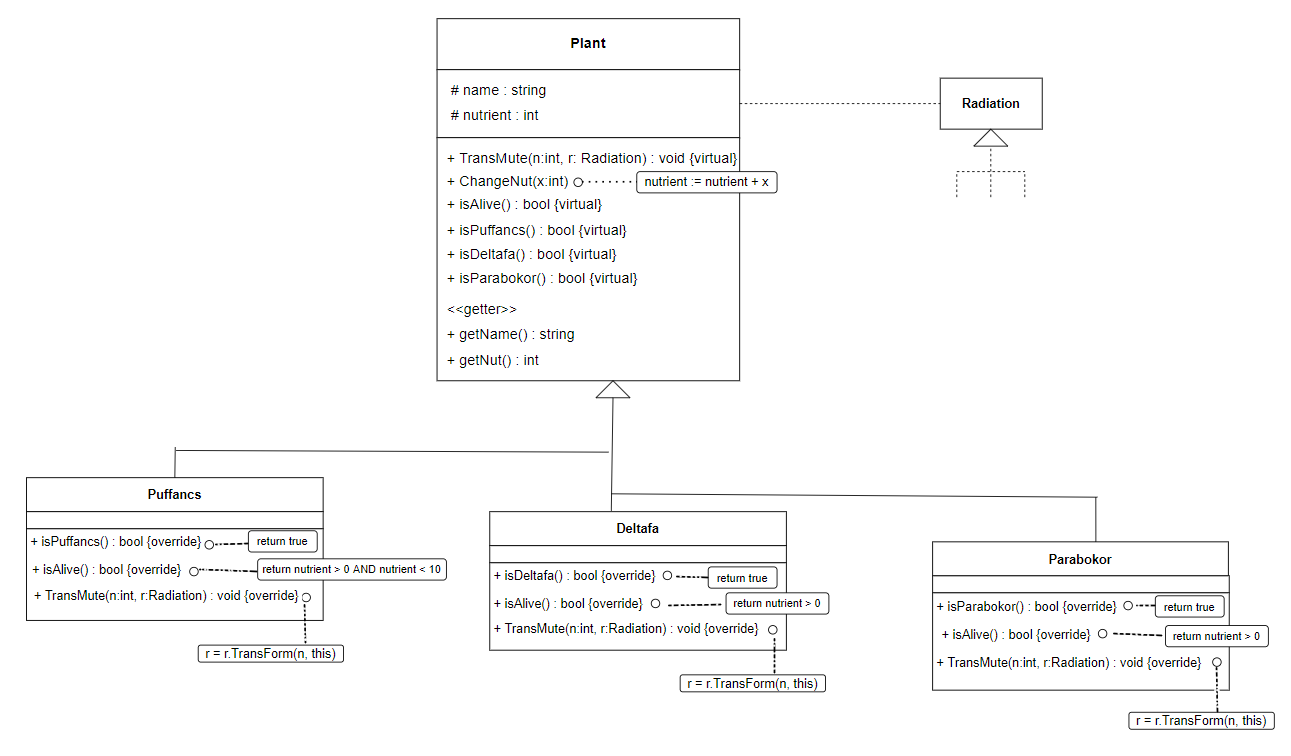 Plant
# name : string
# nutrient : int
+ TransMute(n:int, r: Radiation) : void {virtual}
+ ChangeNut(x:int)
nutrient := nutrient + x
+ isAlive() : bool {virtual}
+ isPuffancs() : bool {virtual}
+ isDeltafa() : bool {virtual}
+ isParabokor() : bool {virtual}
<<getter>>
+ getName() : string
+ getNut() : int
Radiation
Puffancs
+ isPuffancs() : bool {override}
return true
+ isAlive() : bool {override}
return nutrient > 0 AND nutrient < 10
+ TransMute(n:int, r:Radiation) : void {override}
r = r.TransForm(n, this)
Deltafa
+ isDeltafa() : bool {override}
return true
+ isAlive() : bool {override}
return nutrient > 0
+ TransMute(n:int, r:Radiation) : void {override}
r = r.TransForm(n, this)
Parabokor
+ isParabokor() : bool {override}
return true
+ isAlive() : bool {override}
return nutrient > 0
+ TransMute(n:int, r:Radiation) : void {override}
r = r.TransForm(n, this)